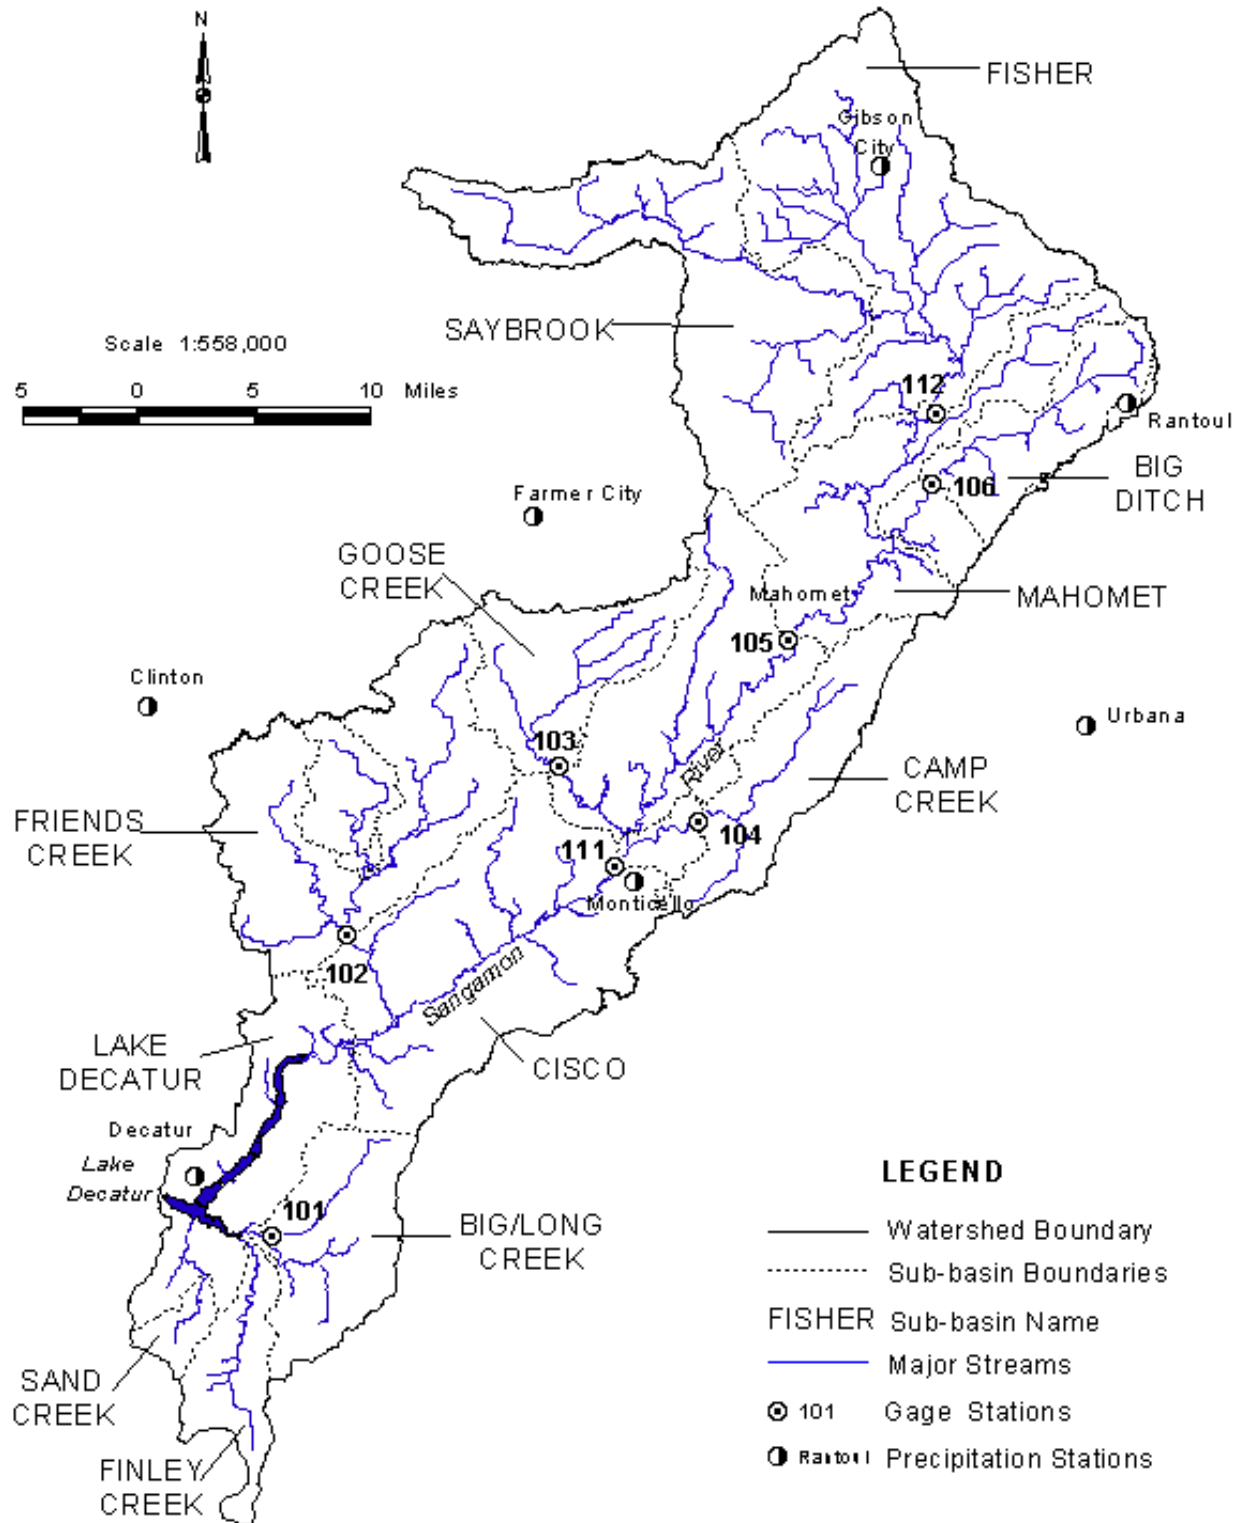 N
FISHER
Gibson
City
SAYBROOK
Scale 1:558,000
5 0 5 10 Miles
112
Rantoul
BIG
DITCH
106
Farmer City
GOOSE
CREEK
Mahomet
MAHOMET
105
Clinton
Urbana
103
River
CAMP
CREEK
FRIENDS
CREEK
104
111
Monticello
102
Sangamon
LAKE
DECATUR
CISCO
Decatur
Lake
Decatur
101
BIG/LONG
CREEK
SAND
CREEK
FINLEY
CREEK
LEGEND
Watershed Boundary
Sub-basin Boundaries
FISHER Sub-basin Name
Major Streams
101 Gage Stations
Rantoul Precipitation Stations